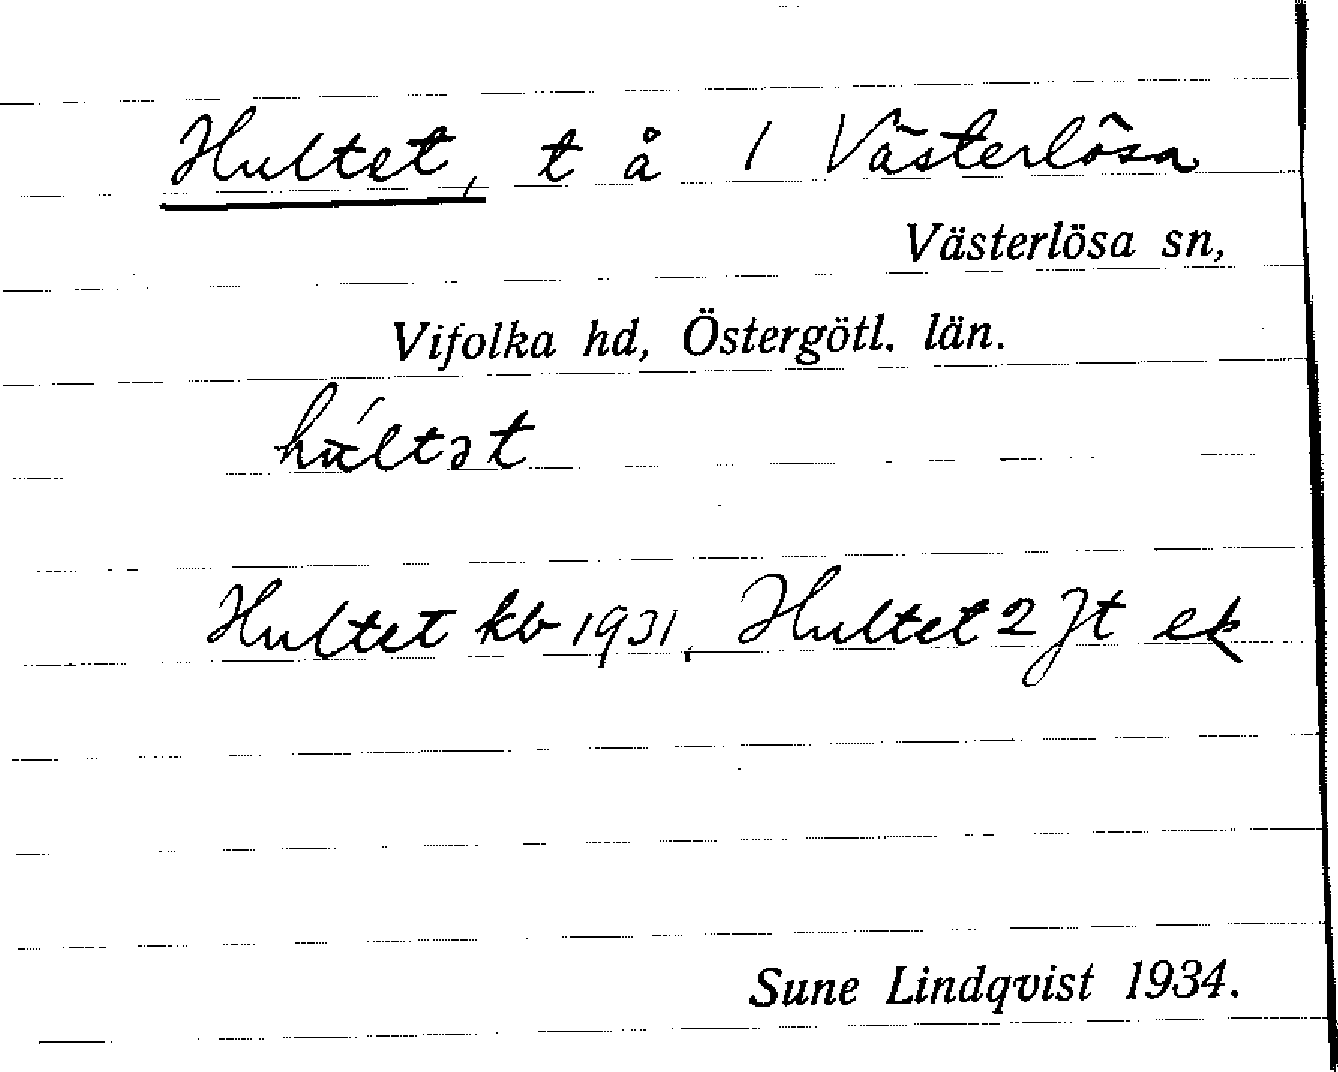 Hultet, t å 1 Västerlösa
Västerlösa sn,
Vifolka hd, Östergötl. län.
húltət
Hultet kb 1931, Hultet 2 Jt ek
Sune Lindqvist 1934.